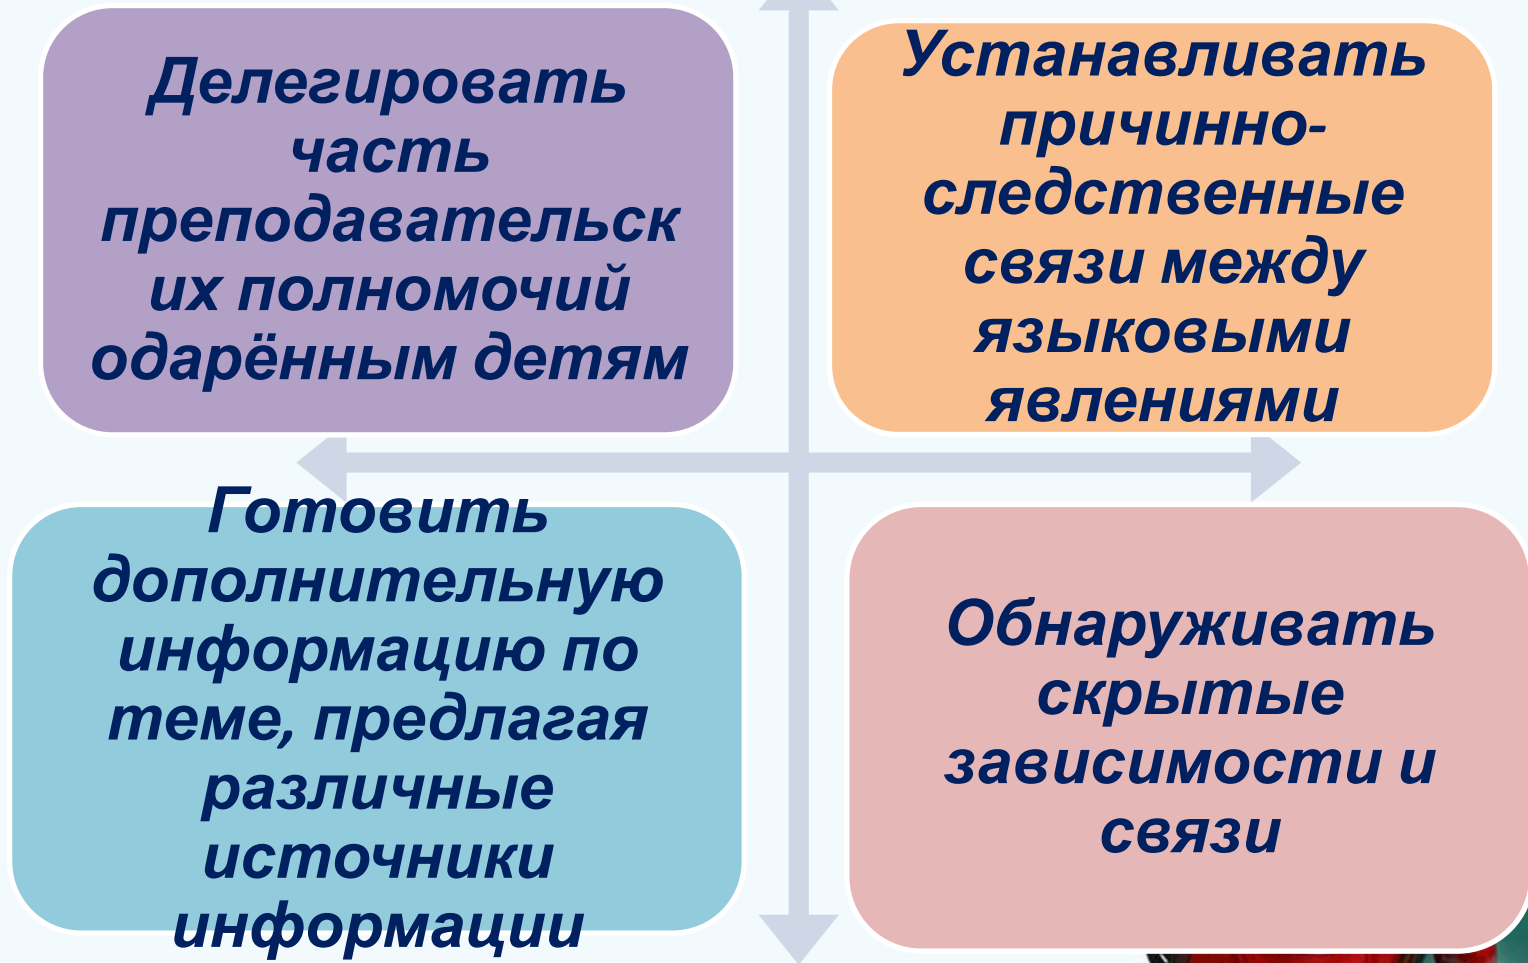 Делегировать
часть
преподавательск
их полномочий
одарённым детям
Устанавливать
причинно-
следственные
связи между
языковыми
явлениями
Готовить
дополнительную
информацию по
теме, предлагая
различные
источники
информации
Обнаруживать
скрытые
зависимости и
связи